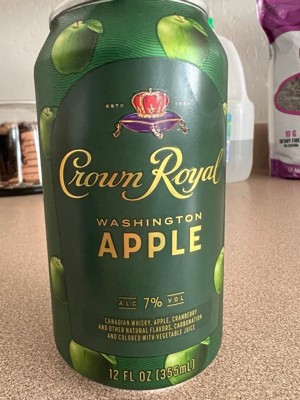 ESTD
Crown Royal
WASHINGTON
APPLE
ALC 7% VOL
CANADIAN WHISKY, APPLE, CRANBERRY
AND OTHER NATURAL FLAVORS, CARBONATION
AND COLORED WITH VEGETABLE JUICE
12 FL OZ (355mL)
10 G